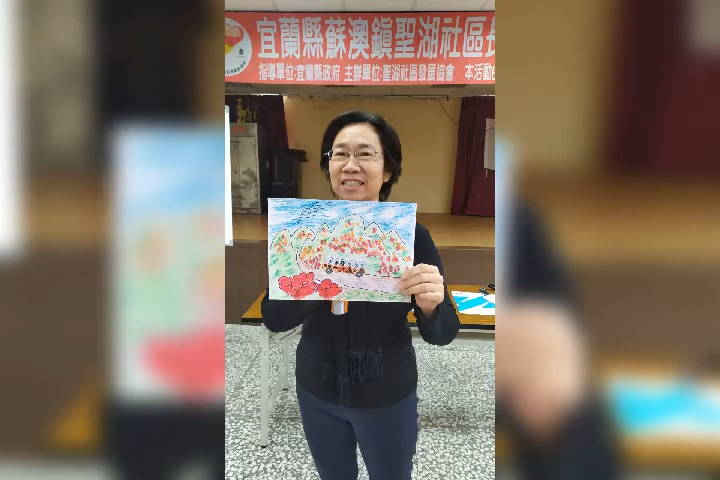 宜蘭縣蘇澳鎮聖湖社區長
指導單位:宜蘭縣政府 主辦單位:聖湖社區發展協會 本活動